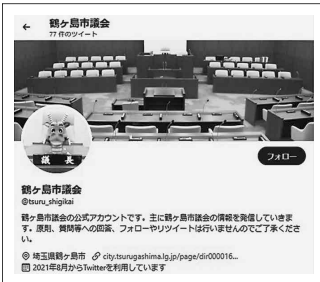 ← 鶴ヶ島市議会
77 件のツイート
議 長
フォロー
鶴ヶ島市議会
@tsuru_shigikai
鶴ヶ島市議会の公式アカウントです。主に鶴ヶ島市議会の情報を発信していきま
す。原則、質問等への回答、フォローやリツイートは行いませんのでご了承くださ
い。
埼玉県鶴ヶ島市 city.tsurugashima.lg.jp/page/dir000016...
2021年8月からTwitterを利用しています